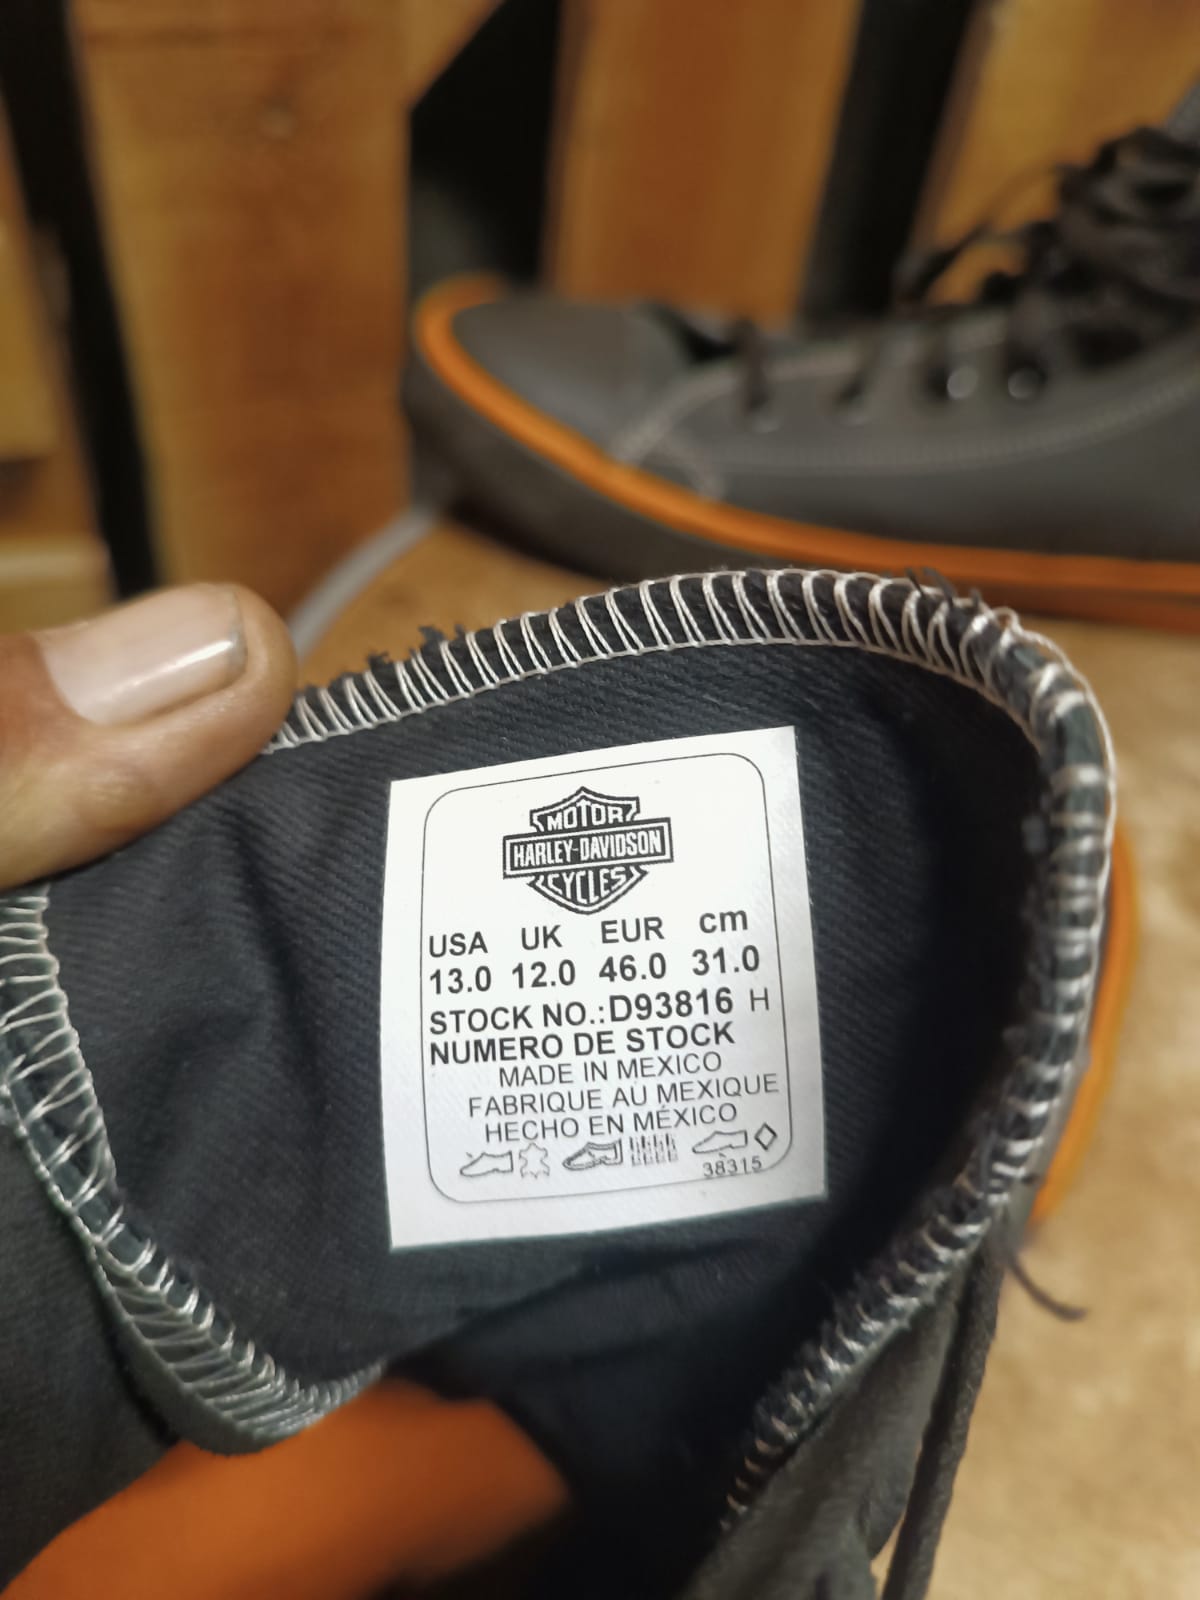 MOTOR
HARLEY-DAVIDSON
CYCLES
USA UK EUR cm
13.0 12.0 46.0 31.0
STOCK NO.:D93816 H
NUMERO DE STOCK
MADE IN MEXICO
FABRIQUE AU MEXIQUE
HECHO EN MÉXICO
38315